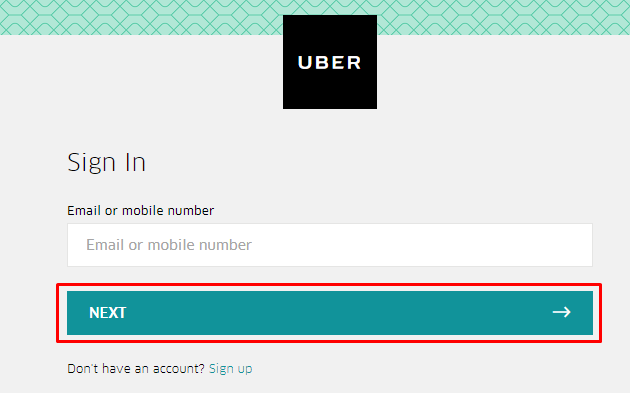 UBER
Sign In
Email or mobile number
Email or mobile number
NEXT
Don't have an account? Sign up